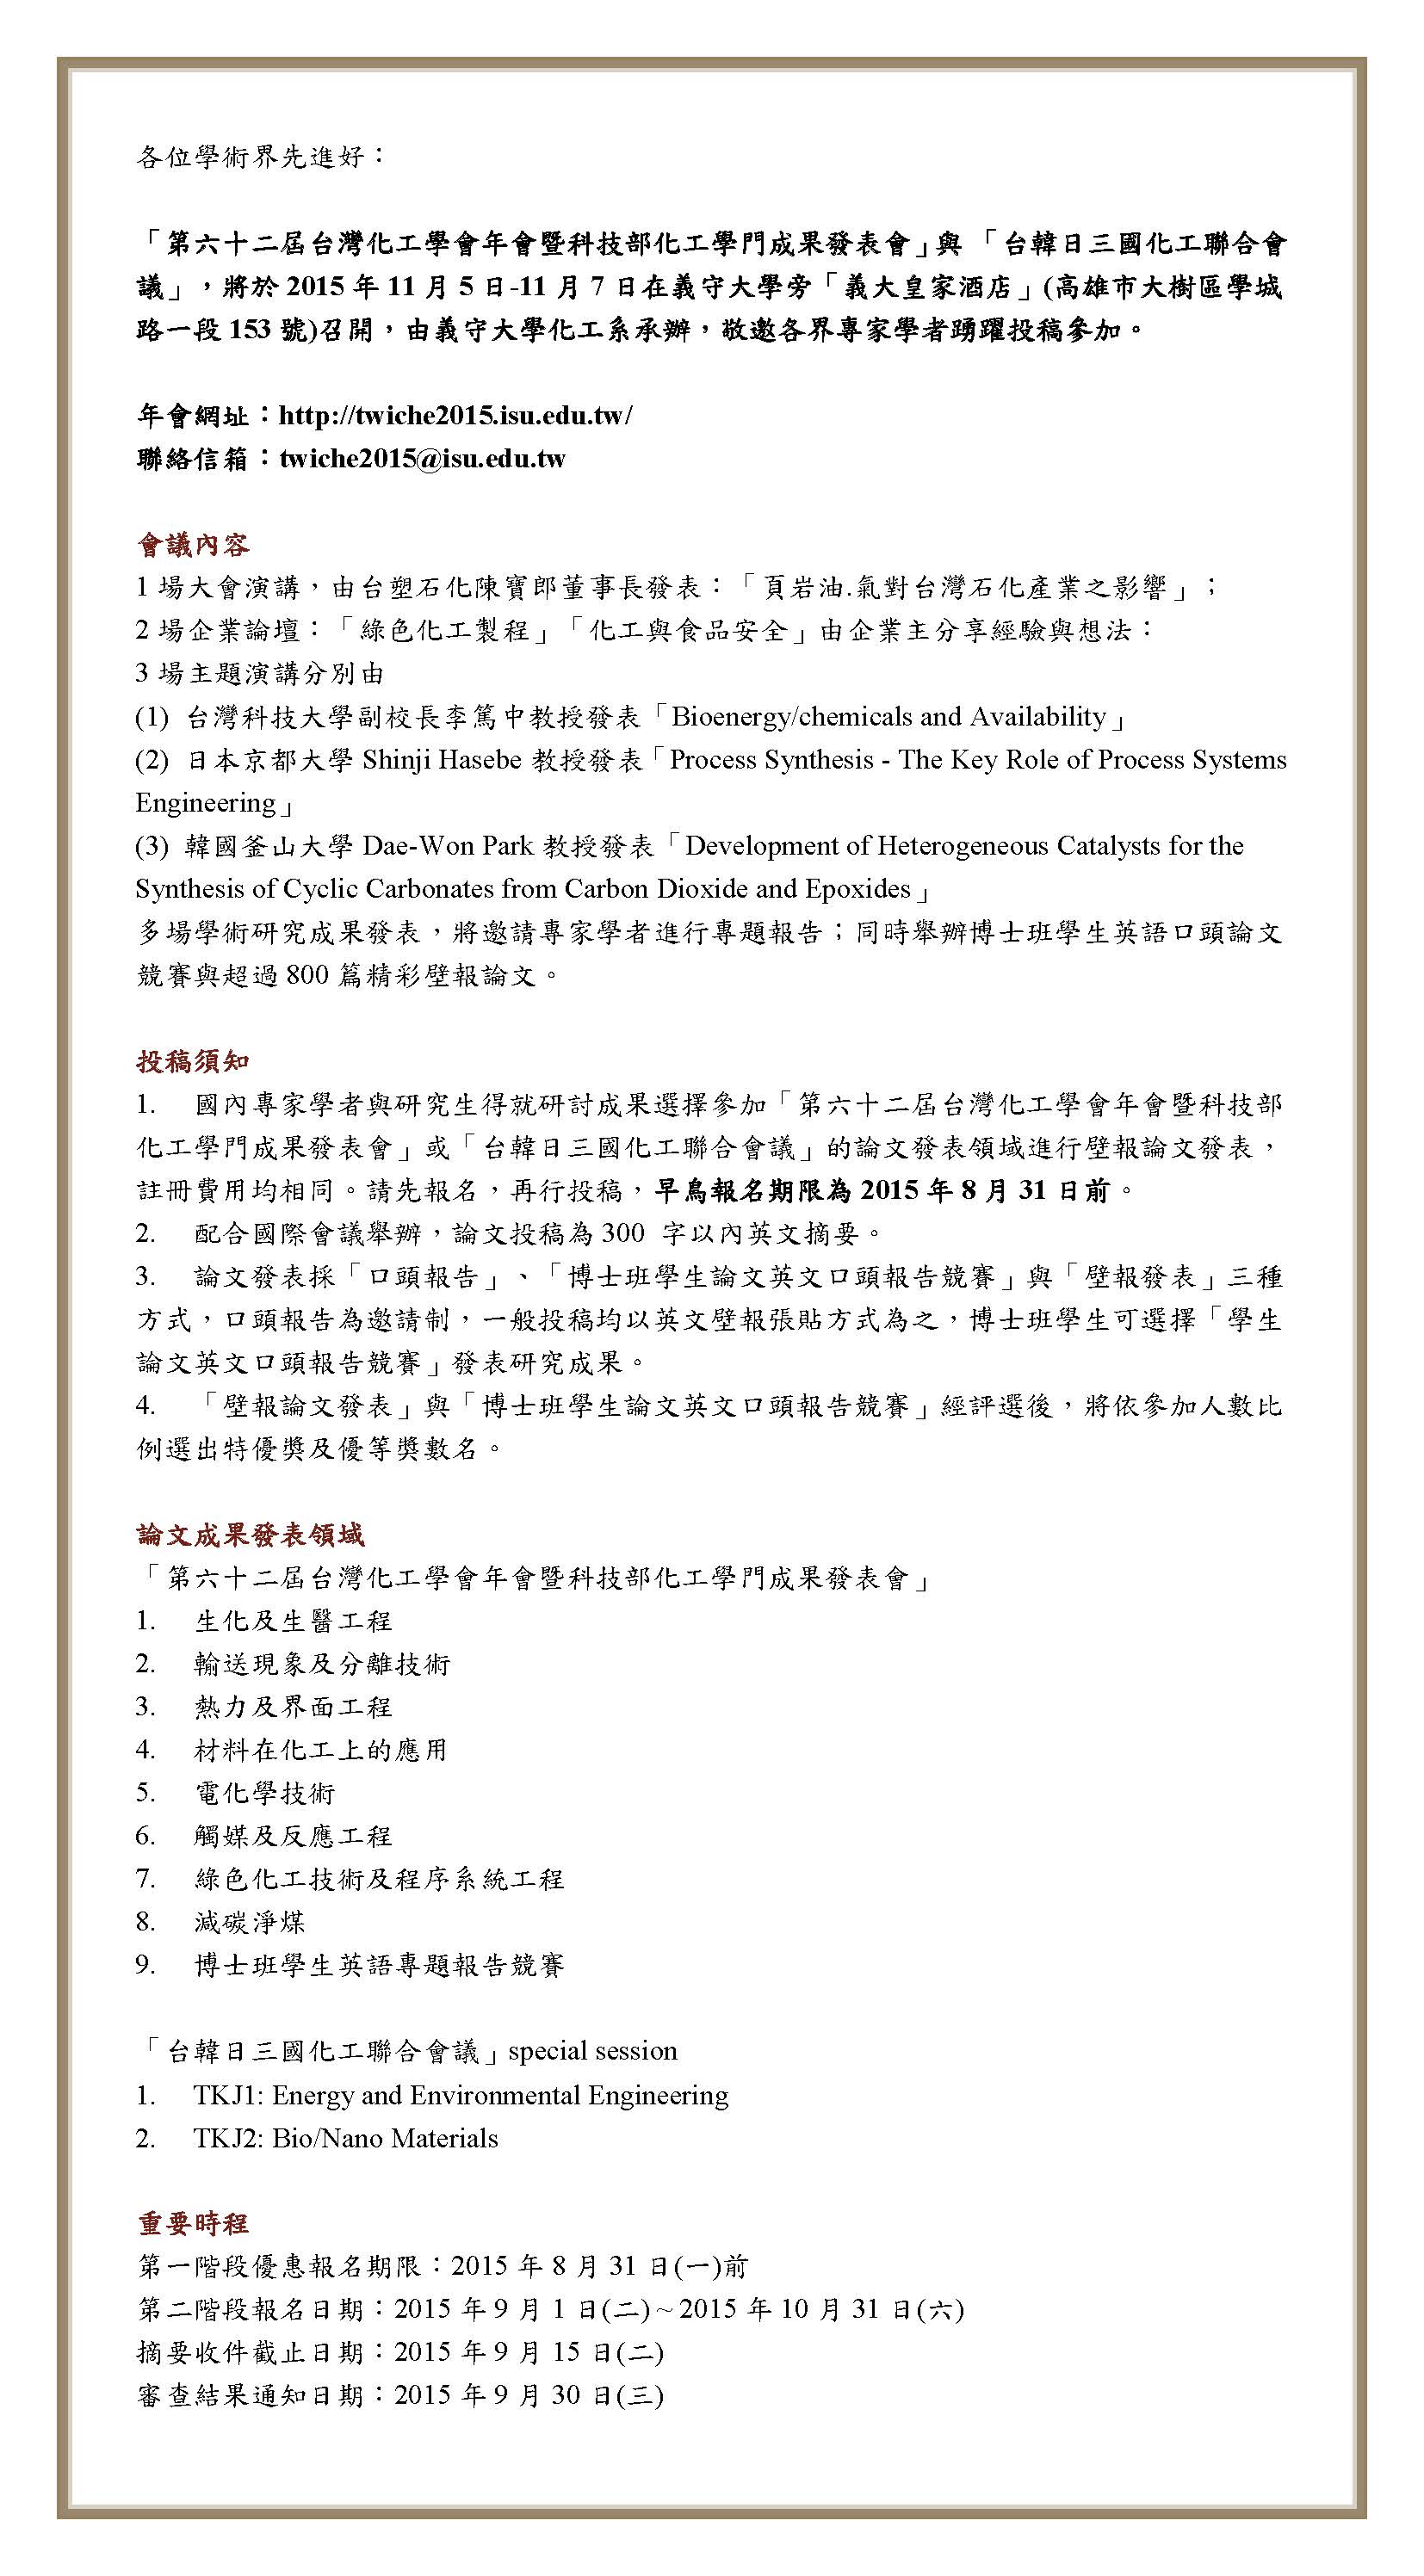 各位學術界先進好：
「第六十二屆台灣化工學會年會暨科技部化工學門成果發表會」與 「台韓日三國化工聯合會
議」，將於 2015 年 11 月 5 日-11 月 7 日在義守大學旁「義大皇家酒店」(高雄市大樹區學城
路一段 153 號)召開，由義守大學化工系承辦，敬邀各界專家學者踴躍投稿參加。
年會網址：http://twiche2015.isu.edu.tw/
聯絡信箱：twiche2015@isu.edu.tw
會議內容
1 場大會演講，由台塑石化陳寶郎董事長發表：「頁岩油.氣對台灣石化產業之影響」；
2 場企業論壇：「綠色化工製程」「化工與食品安全」由企業主分享經驗與想法：
3 場主題演講分別由
(1) 台灣科技大學副校長李篤中教授發表「Bioenergy/chemicals and Availability」
(2) 日本京都大學 Shinji Hasebe 教授發表「Process Synthesis - The Key Role of Process Systems
Engineering」
(3) 韓國釜山大學 Dae-Won Park 教授發表「Development of Heterogeneous Catalysts for the
Synthesis of Cyclic Carbonates from Carbon Dioxide and Epoxides」
多場學術研究成果發表，將邀請專家學者進行專題報告；同時舉辦博士班學生英語口頭論文
競賽與超過 800 篇精彩壁報論文。
投稿須知
1. 國內專家學者與研究生得就研討成果選擇參加「第六十二屆台灣化工學會年會暨科技部
化工學門成果發表會」或「台韓日三國化工聯合會議」的論文發表領域進行壁報論文發表，
註冊費用均相同。請先報名，再行投稿，早鳥報名期限為 2015 年 8 月 31 日前。
2. 配合國際會議舉辦，論文投稿為 300 字以內英文摘要。
3. 論文發表採「口頭報告」、「博士班學生論文英文口頭報告競賽」與「壁報發表」三種
方式，口頭報告為邀請制，一般投稿均以英文壁報張貼方式為之，博士班學生可選擇「學生
論文英文口頭報告競賽」發表研究成果。
4. 「壁報論文發表」與「博士班學生論文英文口頭報告競賽」經評選後，將依參加人數比
例選出特優獎及優等獎數名。
論文成果發表領域
「第六十二屆台灣化工學會年會暨科技部化工學門成果發表會」
1. 生化及生醫工程
2. 輸送現象及分離技術
3. 熱力及界面工程
4. 材料在化工上的應用
5. 電化學技術
6. 觸媒及反應工程
7. 綠色化工技術及程序系統工程
8. 減碳淨煤
9. 博士班學生英語專題報告競賽
「台韓日三國化工聯合會議」special session
1. TKJ1: Energy and Environmental Engineering
2. TKJ2: Bio/Nano Materials
重要時程
第一階段優惠報名期限：2015 年 8 月 31 日(一)前
第二階段報名日期：2015 年 9 月 1 日(二)～2015 年 10 月 31 日(六)
摘要收件截止日期：2015 年 9 月 15 日(二)
審查結果通知日期：2015 年 9 月 30 日(三)